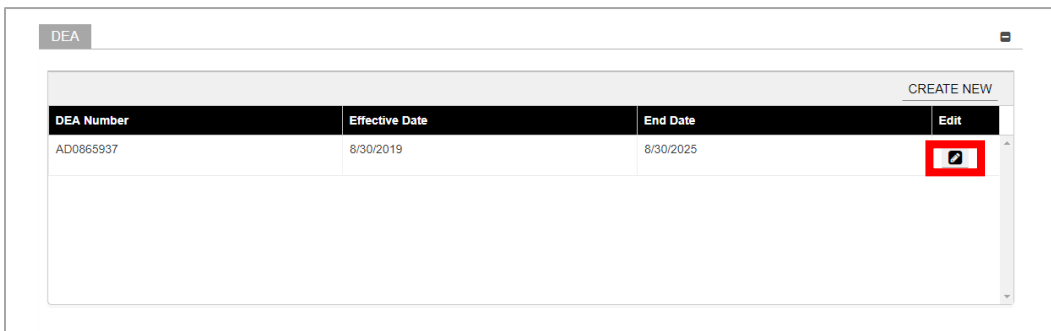 DEA
CREATE NEW
DEA Number Effective Date End Date Edit
AD0865937 8/30/2019 8/30/2025